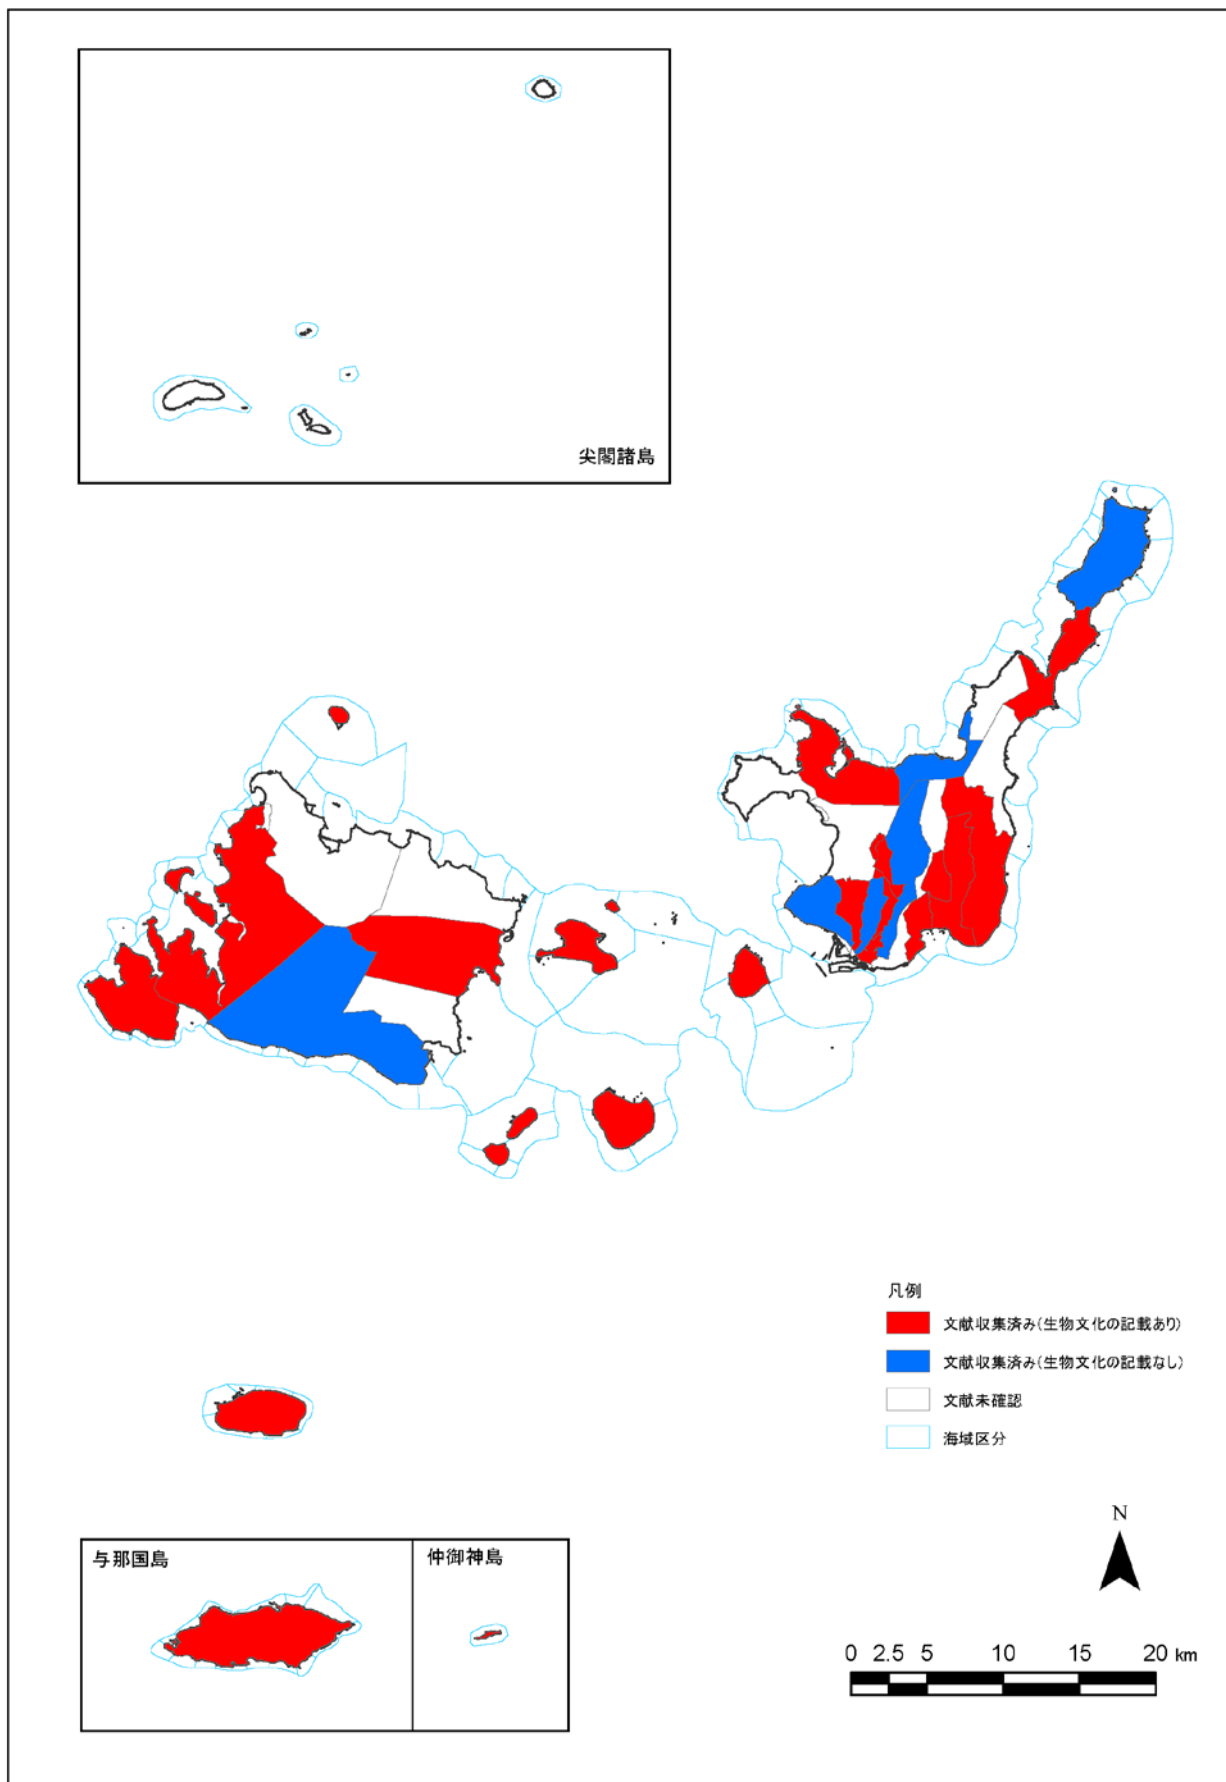 尖閣諸島
凡例
文献収集済み(生物文化の記載あり)
文献収集済み(生物文化の記載なし)
文献未確認
海域区分
N
与那国島
仲御神島
0 2.5 5 10 15 20 km